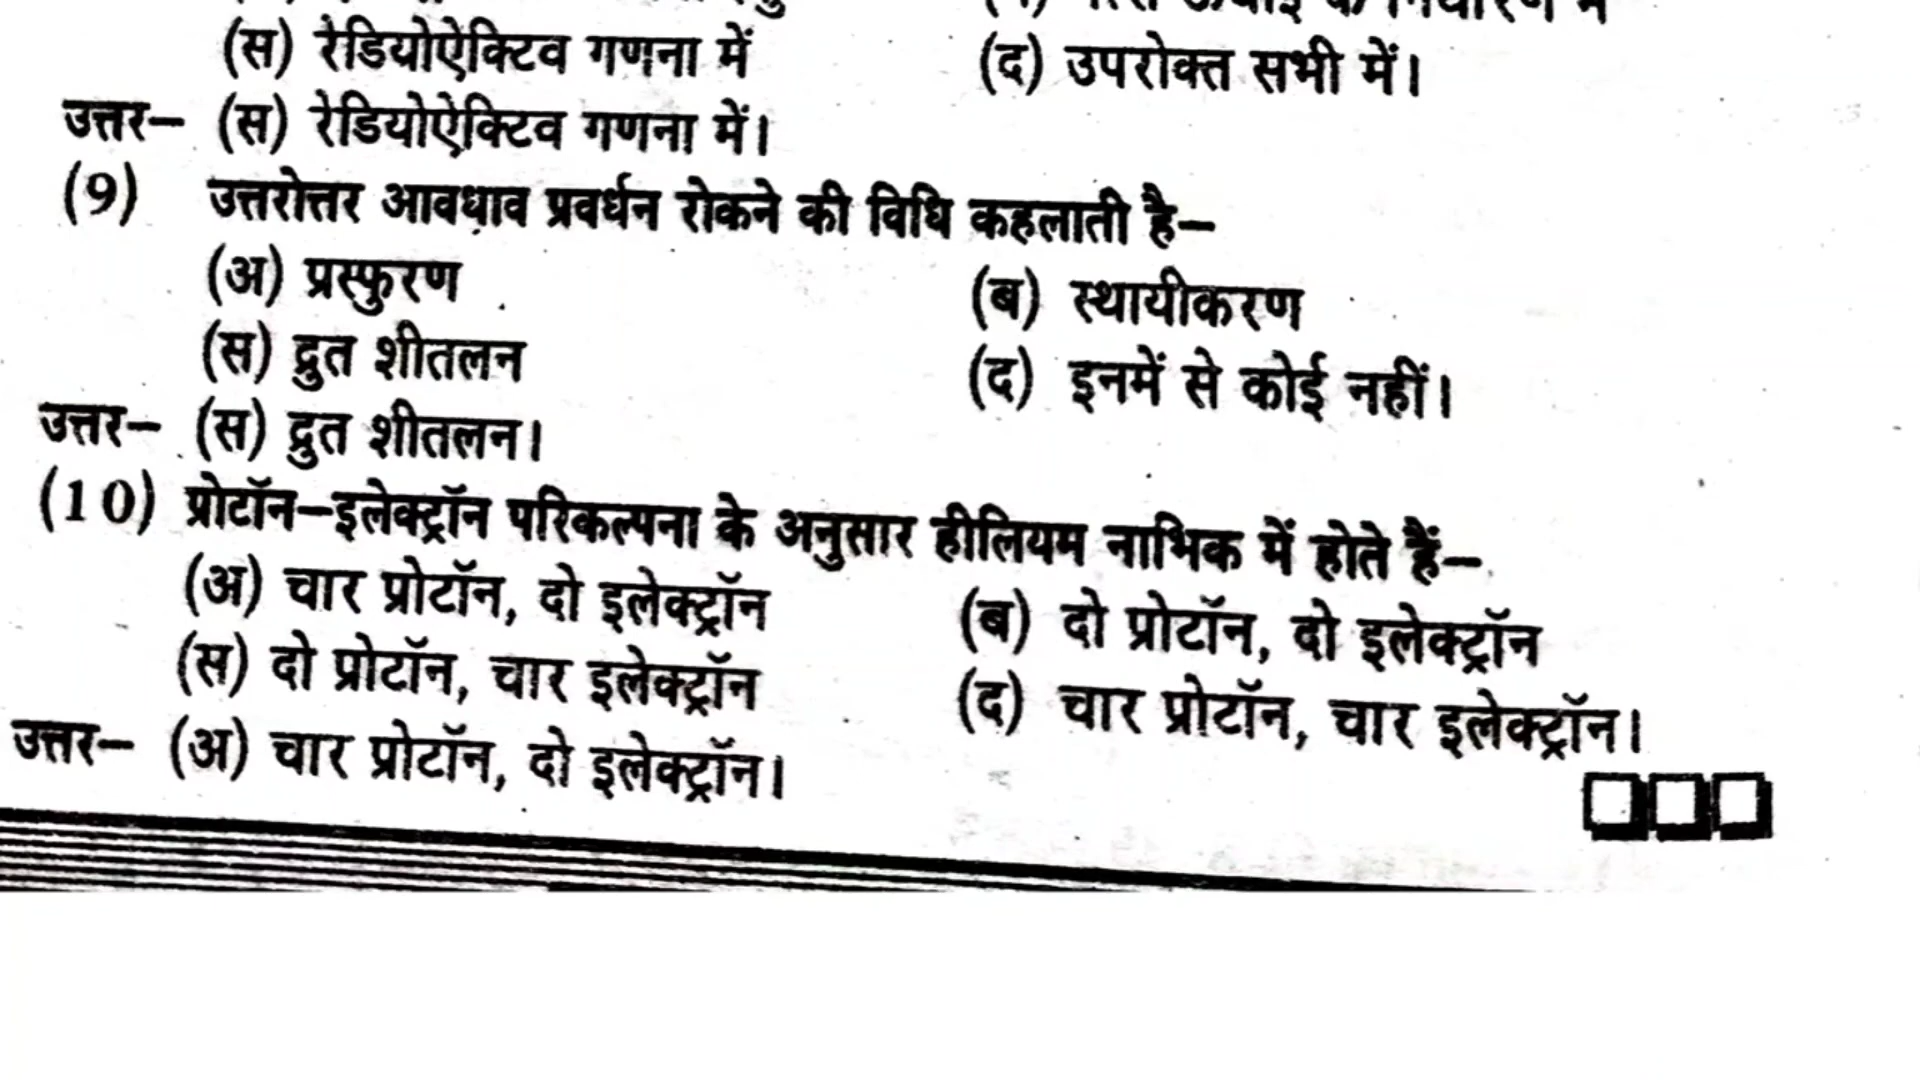 (स) रेडियोऐक्टिव गणना में (द) उपरोक्त सभी में।
उत्तर– (स) रेडियोऐक्टिव गणना में।
(9) उत्तरोत्तर आवधाव प्रवर्धन रोकने की विधि कहलाती है–
(अ) प्रस्फुरण (ब) स्थायीकरण
(स) द्रुत शीतलन (द) इनमें से कोई नहीं।
उत्तर– (स) द्रुत शीतलन।
(10) प्रोटॉन–इलेक्ट्रॉन परिकल्पना के अनुसार हीलियम नाभिक में होते हैं–
(अ) चार प्रोटॉन, दो इलेक्ट्रॉन (ब) दो प्रोटॉन, दो इलेक्ट्रॉन
(स) दो प्रोटॉन, चार इलेक्ट्रॉन (द) चार प्रोटॉन, चार इलेक्ट्रॉन।
उत्तर– (अ) चार प्रोटॉन, दो इलेक्ट्रॉन।